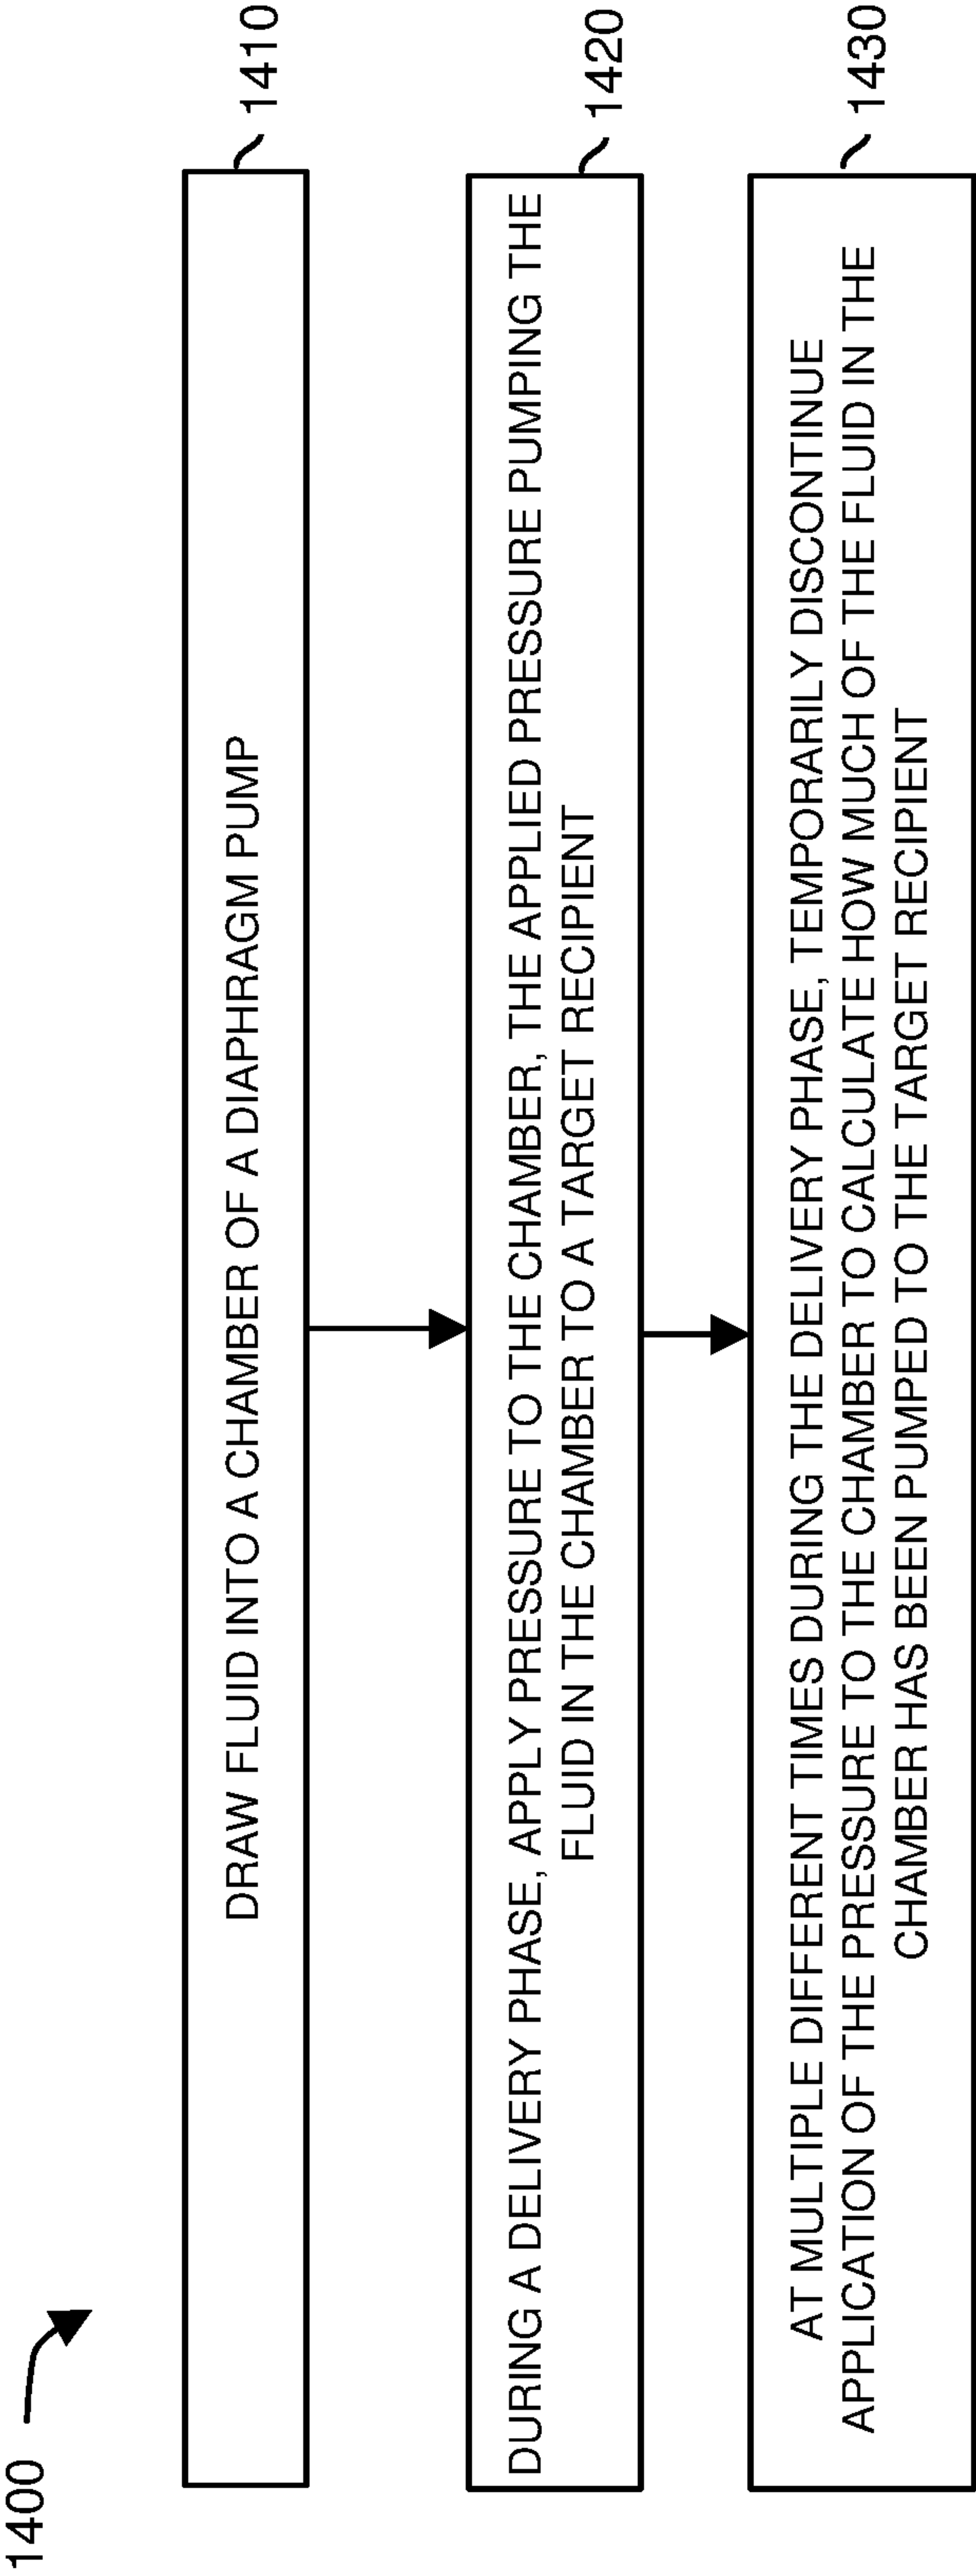 1400
DRAW FLUID INTO A CHAMBER OF A DIAPHRAGM PUMP
1410
DURING A DELIVERY PHASE, APPLY PRESSURE TO THE CHAMBER, THE APPLIED PRESSURE PUMPING THE
FLUID IN THE CHAMBER TO A TARGET RECIPIENT
1420
AT MULTIPLE DIFFERENT TIMES DURING THE DELIVERY PHASE, TEMPORARILY DISCONTINUE
APPLICATION OF THE PRESSURE TO THE CHAMBER TO CALCULATE HOW MUCH OF THE FLUID IN THE
CHAMBER HAS BEEN PUMPED TO THE TARGET RECIPIENT
1430